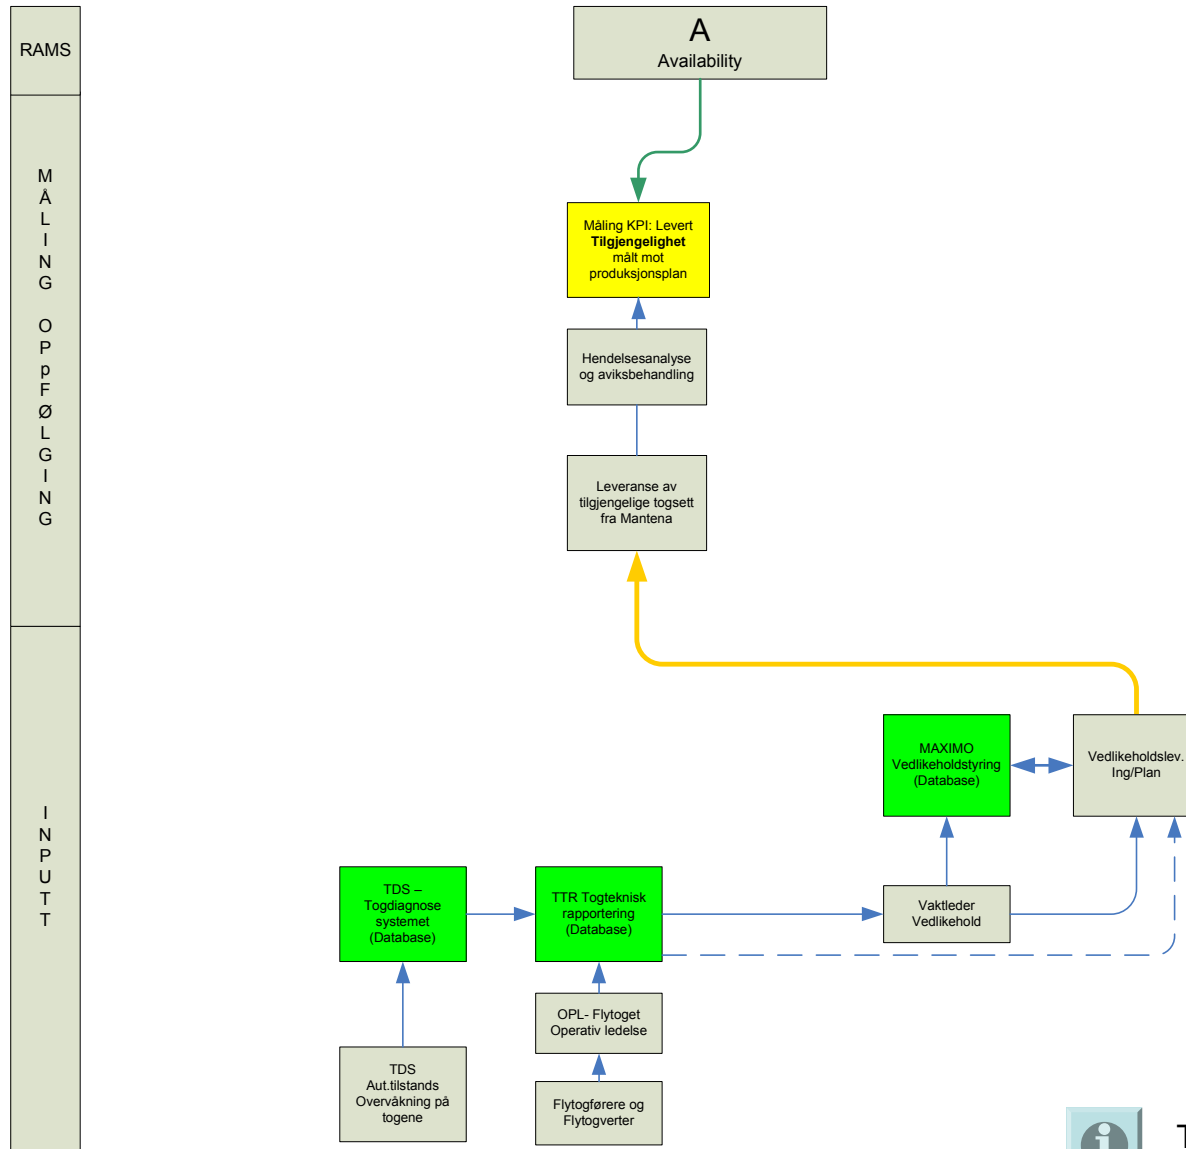 RAMS
A
Availability
M
Å
L
I
N
G
O
P
p
F
Ø
L
G
I
N
G
Måling KPI: Levert
Tilgjengelighet
målt mot
produksjonsplan
Hendelsesanalyse
og aviksbehandling
Leveranse av
tilgjengelige togsett
fra Mantena
I
N
P
U
T
T
MAXIMO
Vedlikeholdstyring
(Database)
Vedlikeholdslev.
Ing/Plan
TDS –
Togdiagnose
systemet
(Database)
TTR Togteknisk
rapportering
(Database)
Vaktleder
Vedlikehold
OPL- Flytoget
Operativ ledelse
TDS
Aut.tilstands
Overvåkning på
togene
Flytogførere og
Flytogverter
i
T